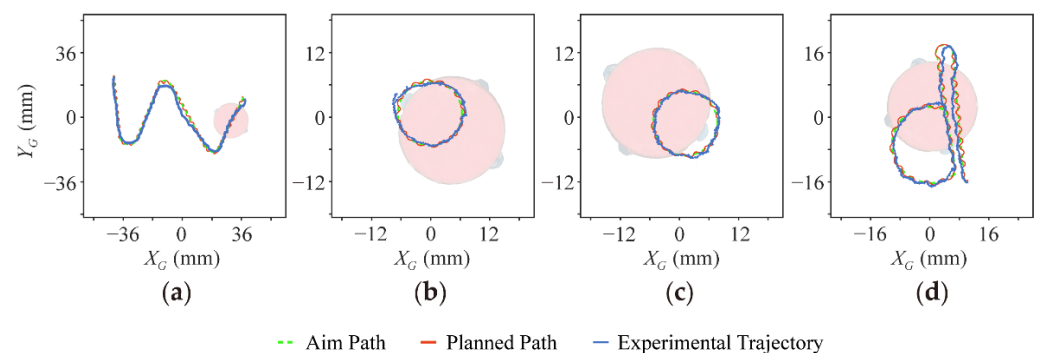 36
0
−36
Y_G (mm)
−36
0
36
X_G (mm)
(a)
12
0
−12
−12
0
12
X_G (mm)
(b)
12
0
−12
−12
0
12
X_G (mm)
(c)
16
0
−16
−16
0
16
X_G (mm)
(d)
Aim Path
Planned Path
Experimental Trajectory